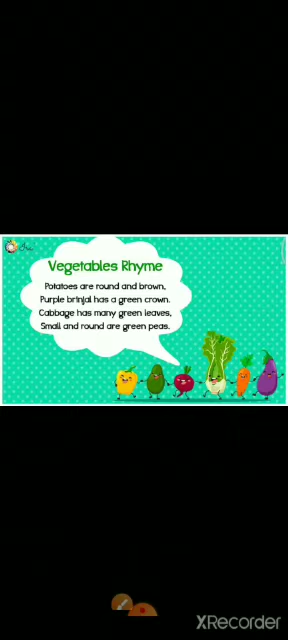 Vegetables Rhyme
Potatoes are round and brown,
Purple brinjal has a green crown.
Cabbage has many green leaves,
Small and round are green peas.
XRecorder